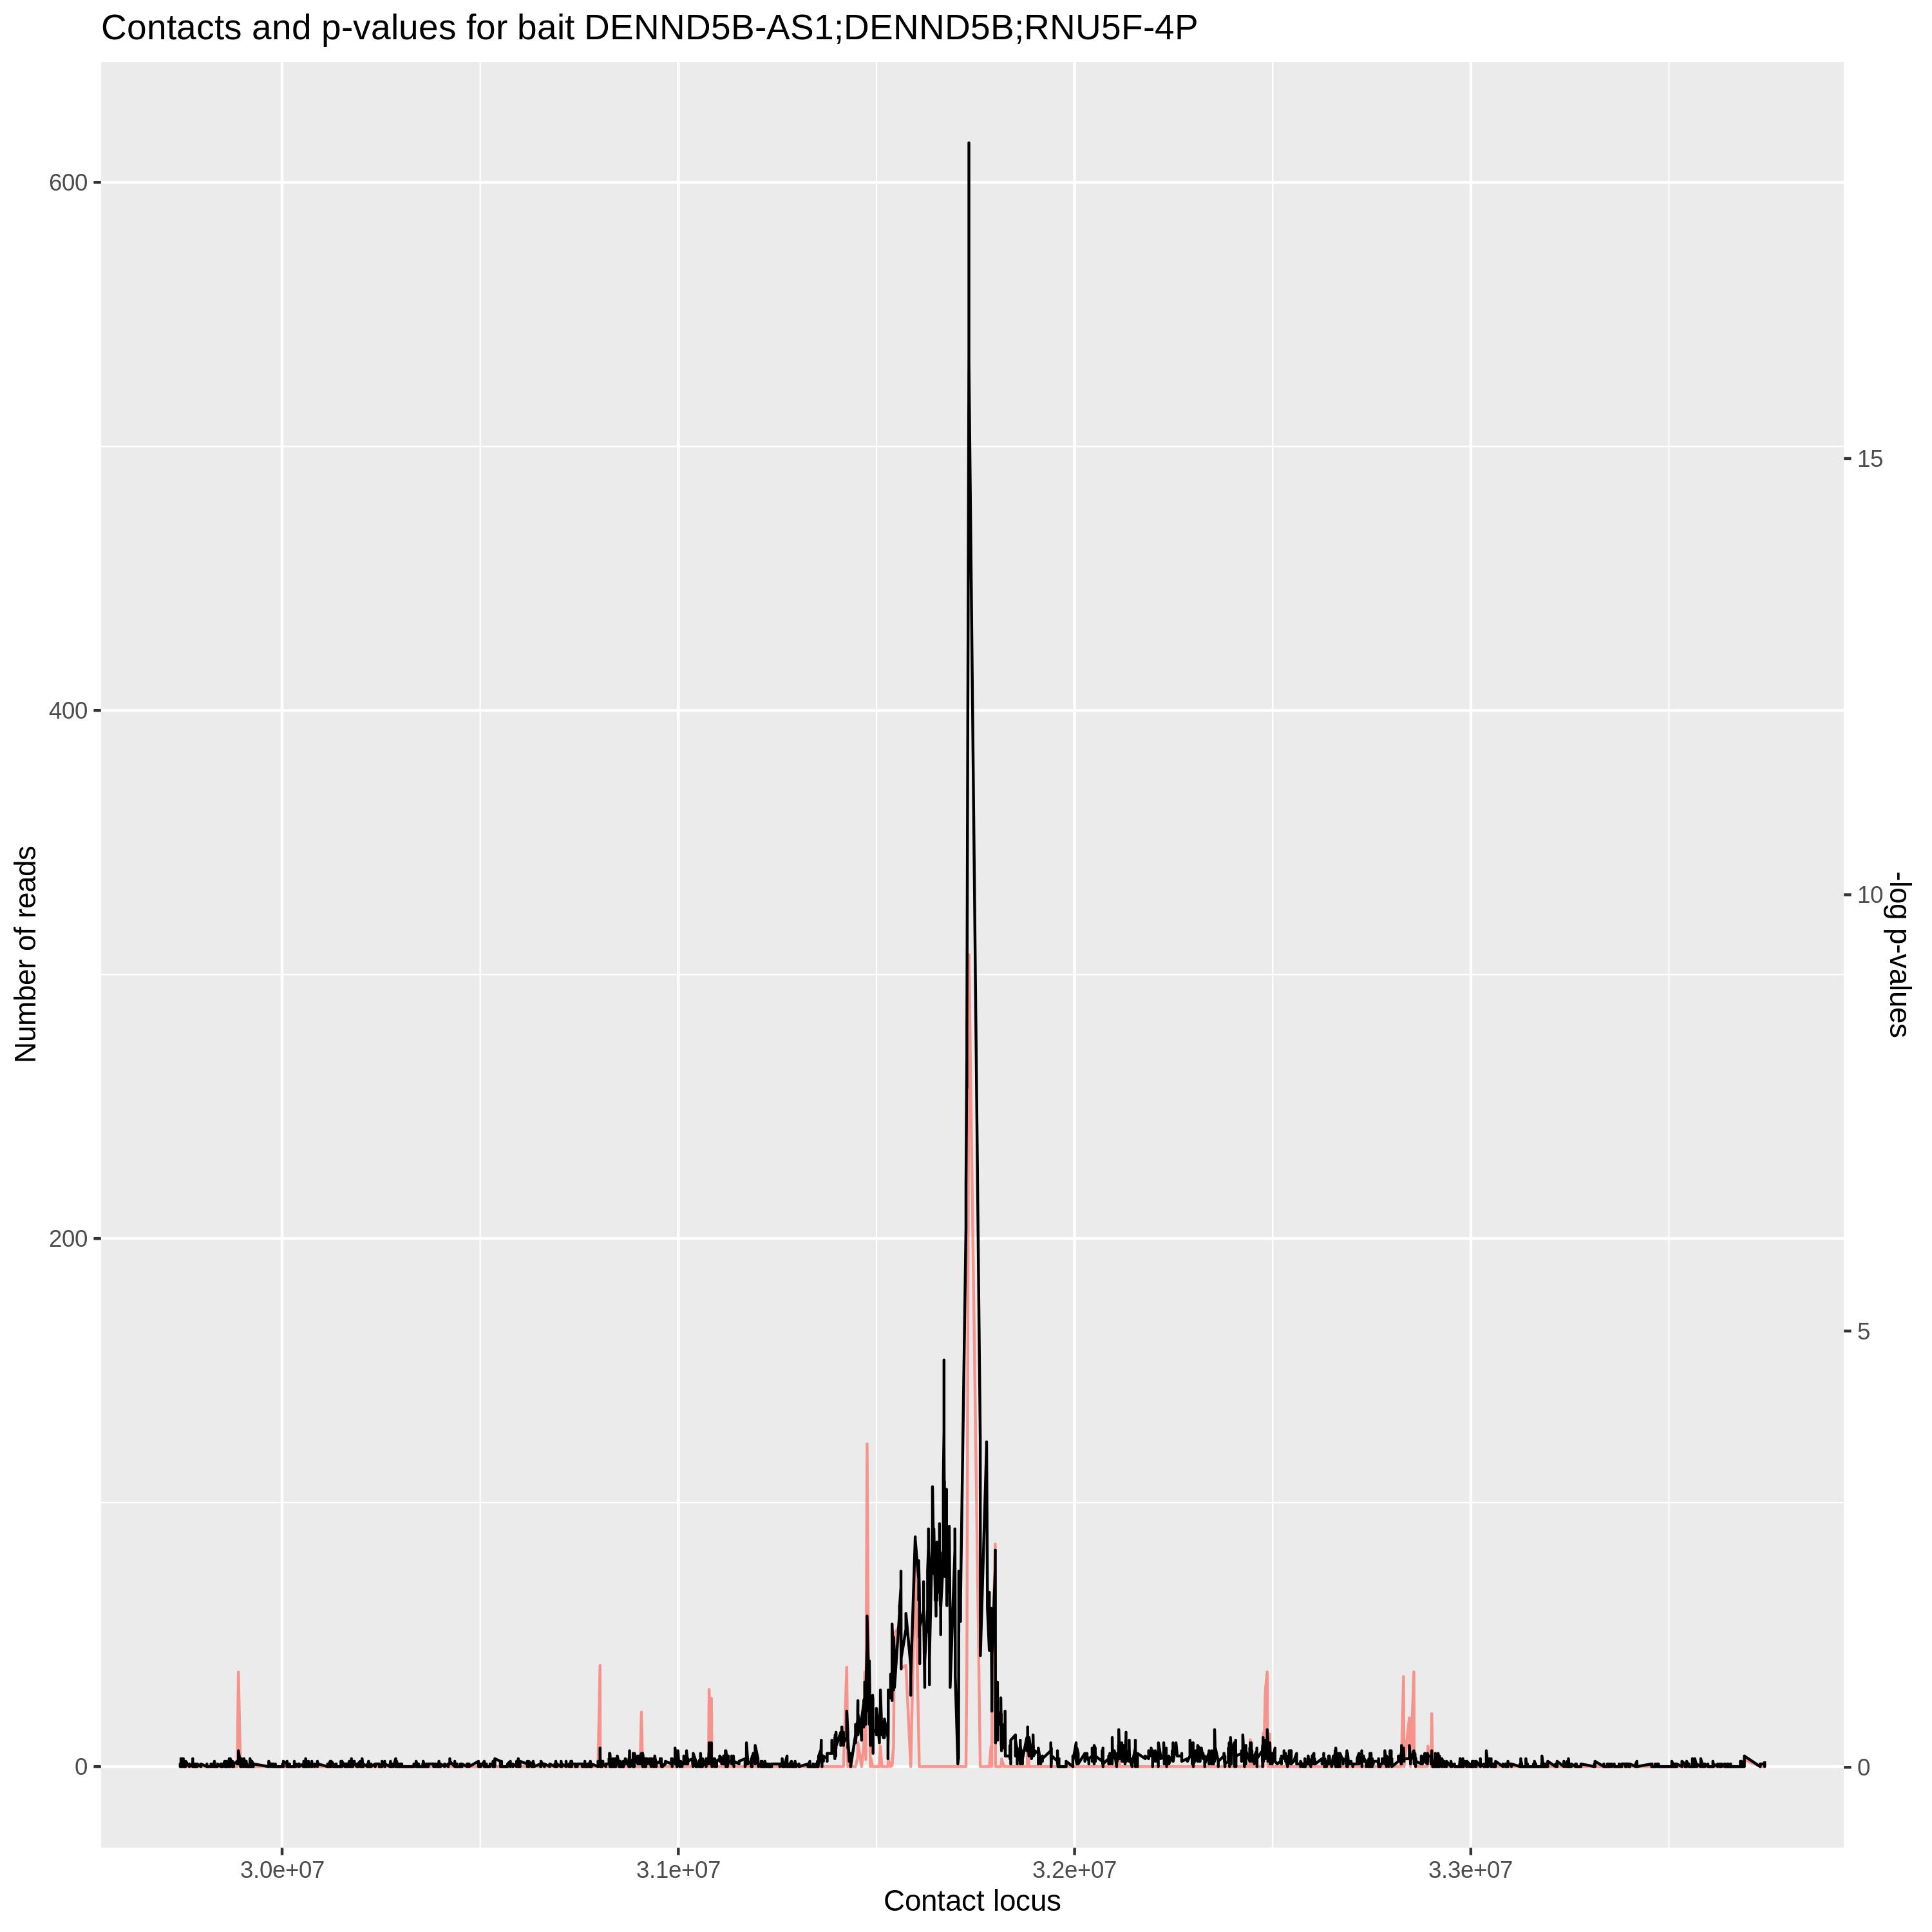 Contacts and p-values for bait DENND5B-AS1;DENND5B;RNU5F-4P
600
400
200
0
Number of reads
15
10
5
0
-log p-values
3.0e+07
3.1e+07
3.2e+07
3.3e+07
Contact locus